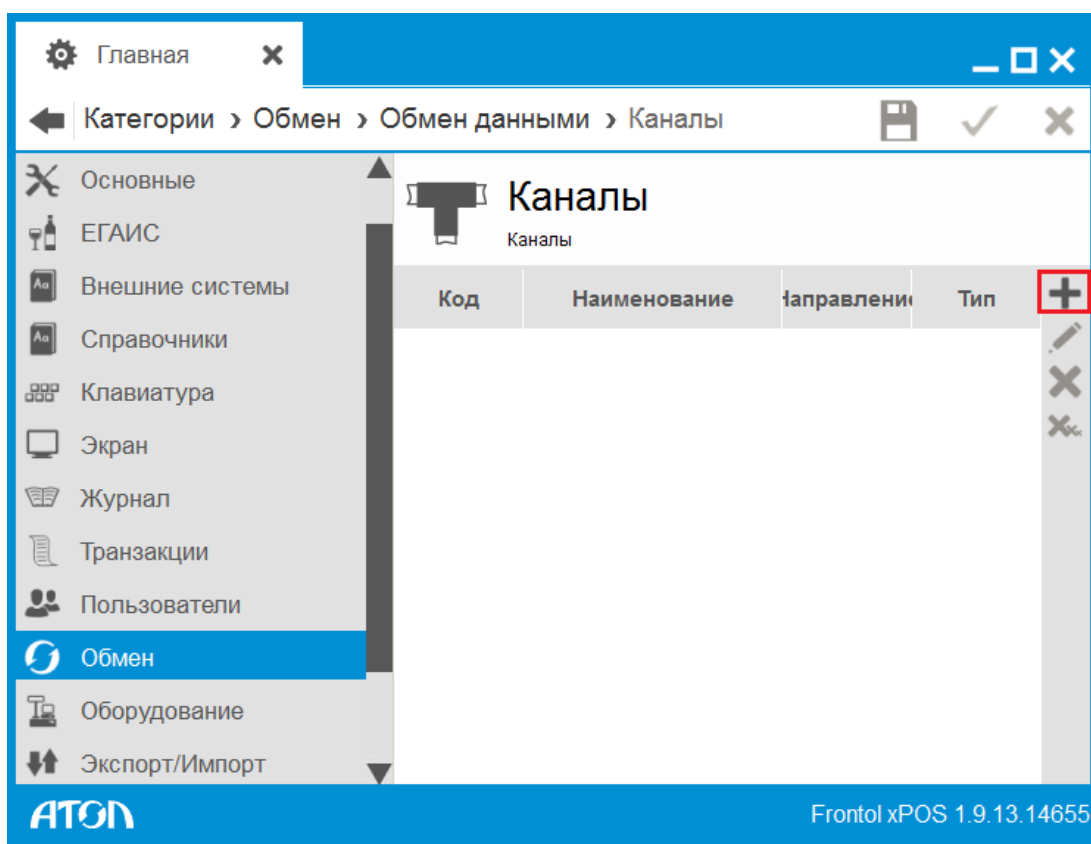 Главная
Категории › Обмен › Обмен данными › Каналы
Основные
ЕГАИС
Внешние системы
Справочники
Клавиатура
Экран
Журнал
Транзакции
Пользователи
Обмен
Оборудование
Экспорт/Импорт
Каналы
Каналы
Код Наименование Направление Тип
АТОЛ
Frontol xPOS 1.9.13.14655